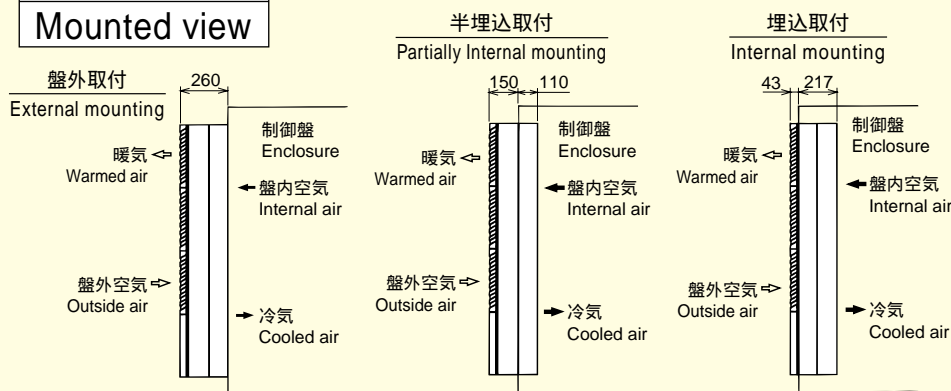 Mounted view
盤外取付
External mounting
260
制御盤
Enclosure
暖気
Warmed air
盤内空気
Internal air
盤外空気
Outside air
冷気
Cooled air
半埋込取付
Partially Internal mounting
150 110
制御盤
Enclosure
暖気
Warmed air
盤内空気
Internal air
盤外空気
Outside air
冷気
Cooled air
埋込取付
Internal mounting
43 217
制御盤
Enclosure
暖気
Warmed air
盤内空気
Internal air
盤外空気
Outside air
冷気
Cooled air